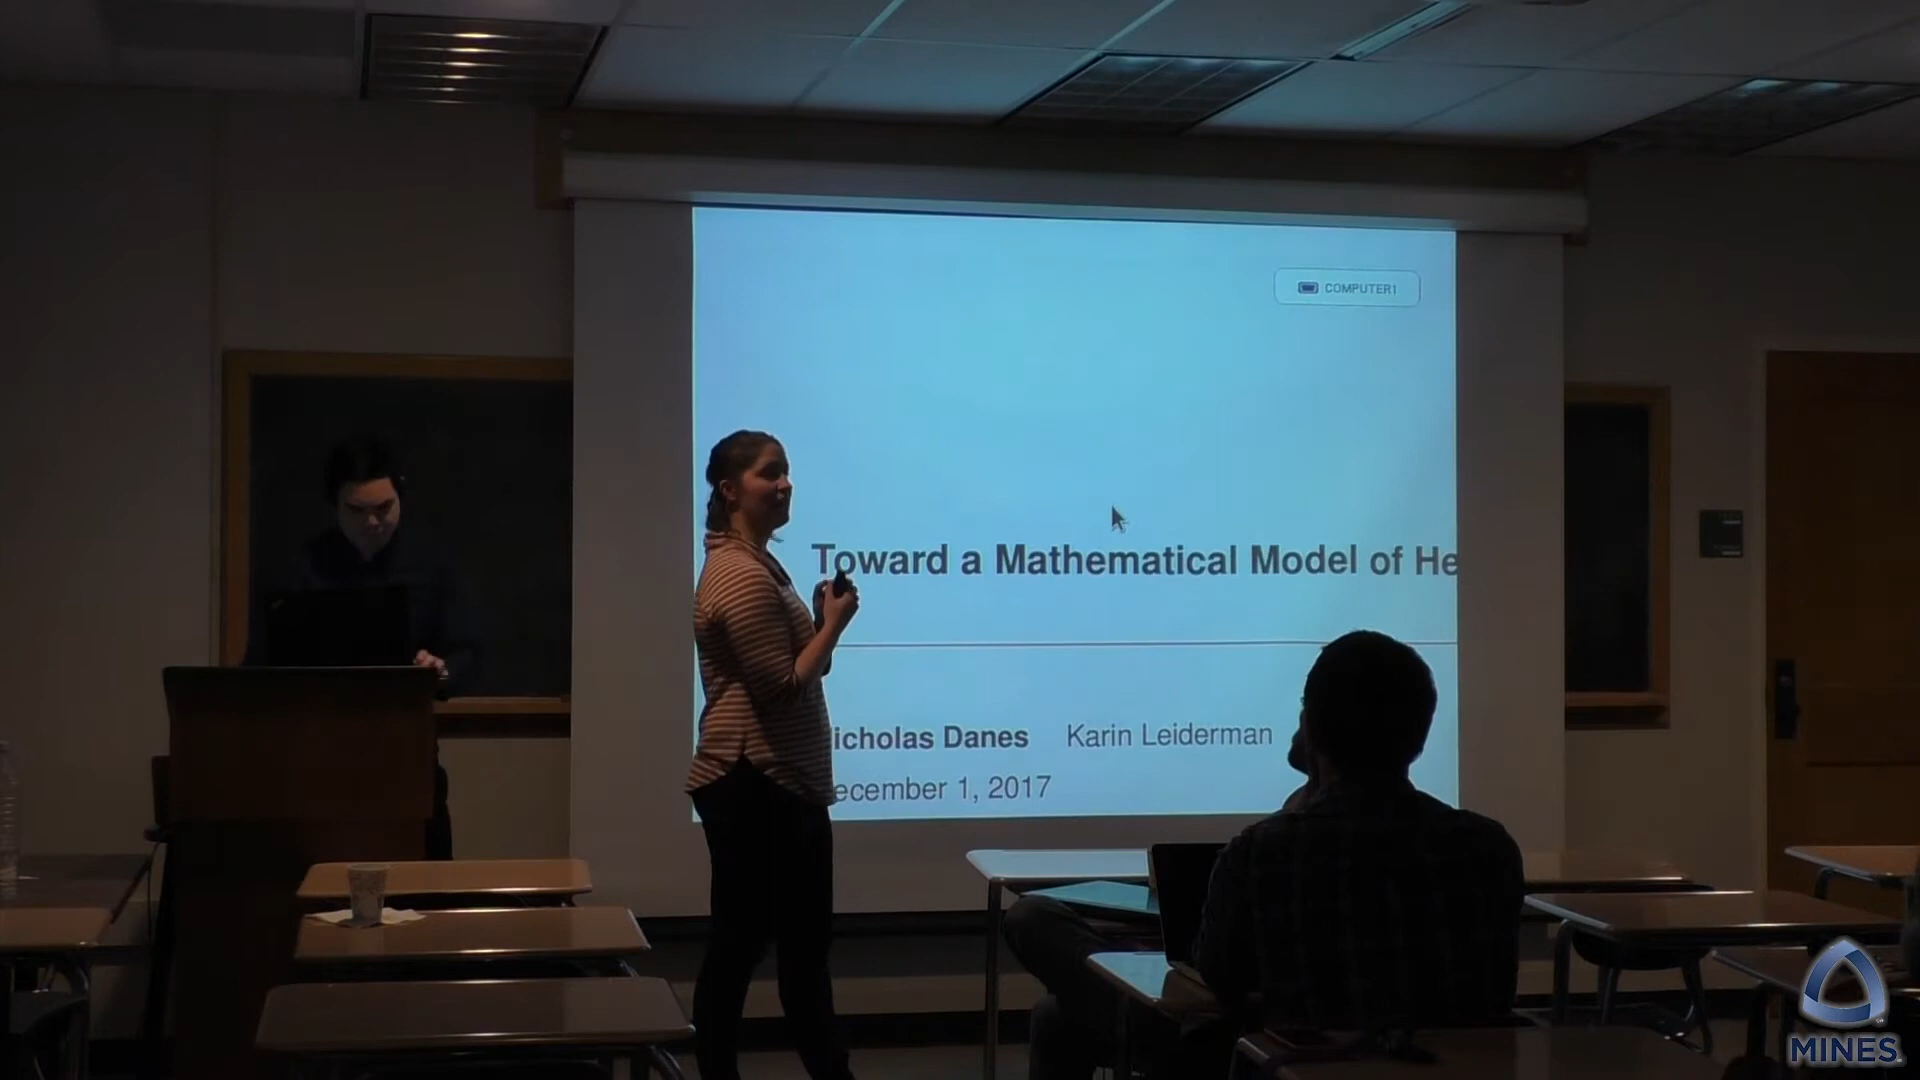 COMPUTER1
Toward a Mathematical Model of He
icholas Danes Karin Leiderman
ecember 1, 2017
MINES